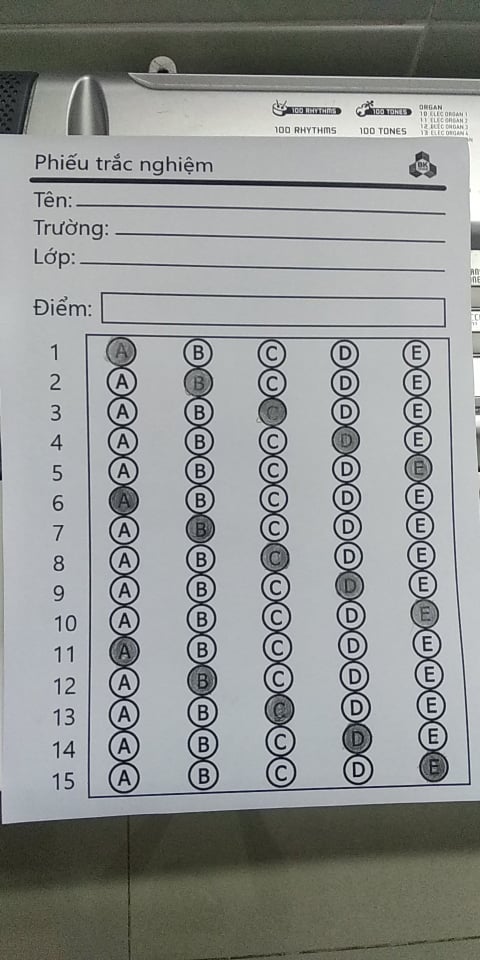 100 RHYTHMS 100 TONES ORGAN
10 ELEC ORGAN 1
11 ELEC ORGAN 2
12 ELEC ORGAN 3
13 ELEC ORGAN 4
100 RHYTHMS 100 TONES
Phiếu trắc nghiệm BK
Tên:
Trường:
Lớp:
Điểm:
1 A B C D E
2 A B C D E
3 A B C D E
4 A B C D E
5 A B C D E
6 A B C D E
7 A B C D E
8 A B C D E
9 A B C D E
10 A B C D E
11 A B C D E
12 A B C D E
13 A B C D E
14 A B C D E
15 A B C D E